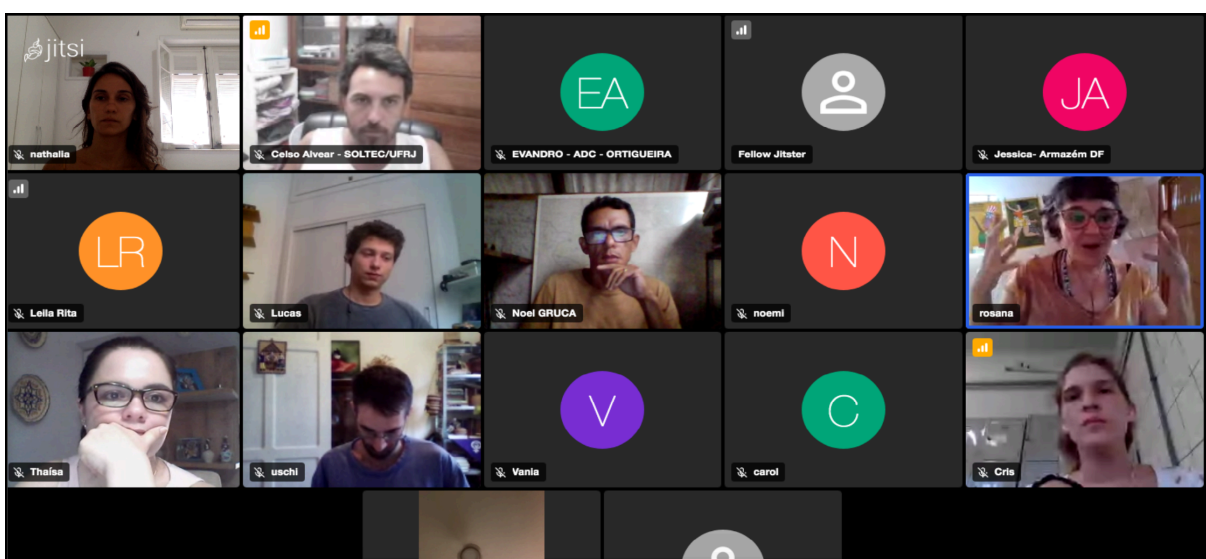 jitsi
nathalia
Celso Alvear - SOLTEC/UFRJ
EA
EVANDRO - ADC - ORTIGUEIRA
Fellow Jitster
JA
Jessica- Armazém DF
LR
Leila Rita
Lucas
Noel GRUCA
N
noemi
rosana
Thaísa
uschi
V
Vania
C
carol
Cris